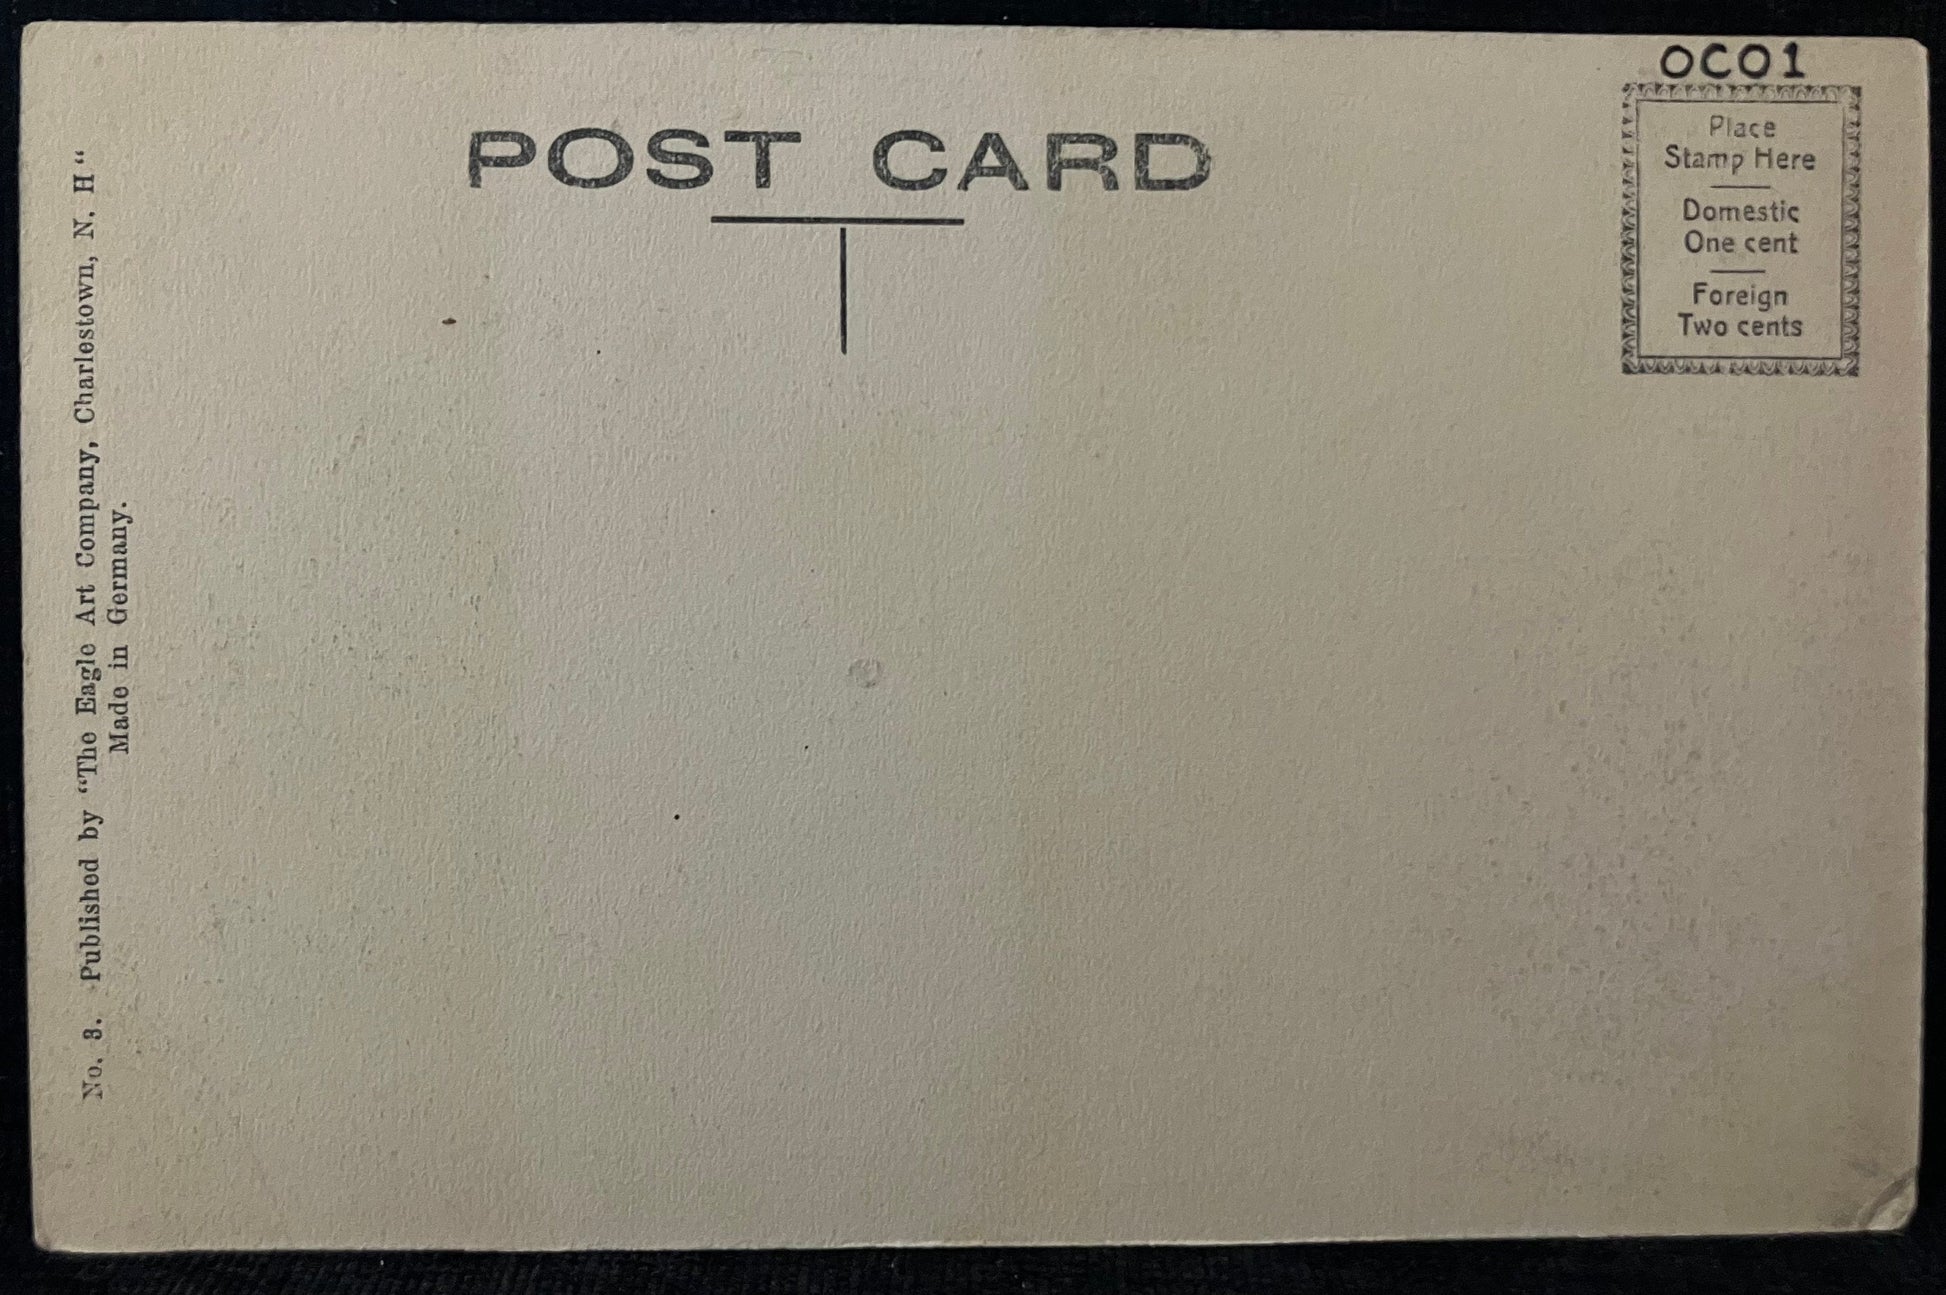 OCO1
POST CARD
Place
Stamp Here
Domestic
One cent
Foreign
Two cents
No. 3. Published by “The Eagle Art Company, Charlestown, N. H“
Made in Germany.